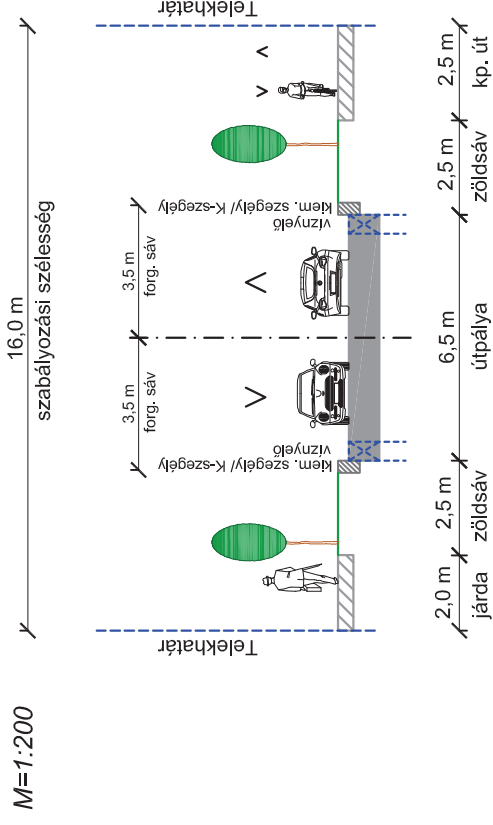 M=1:200
16,0 m
szabályozási szélesség
Telekhatár
Telekhatár
3,5 m
forg. sáv
3,5 m
forg. sáv
kiem. szegély/ K-szegély
víznyelő
kiem. szegély/ K-szegély
víznyelő
2,0 m
járda
2,5 m
zöldsáv
6,5 m
útpálya
2,5 m
zöldsáv
2,5 m
kp. út